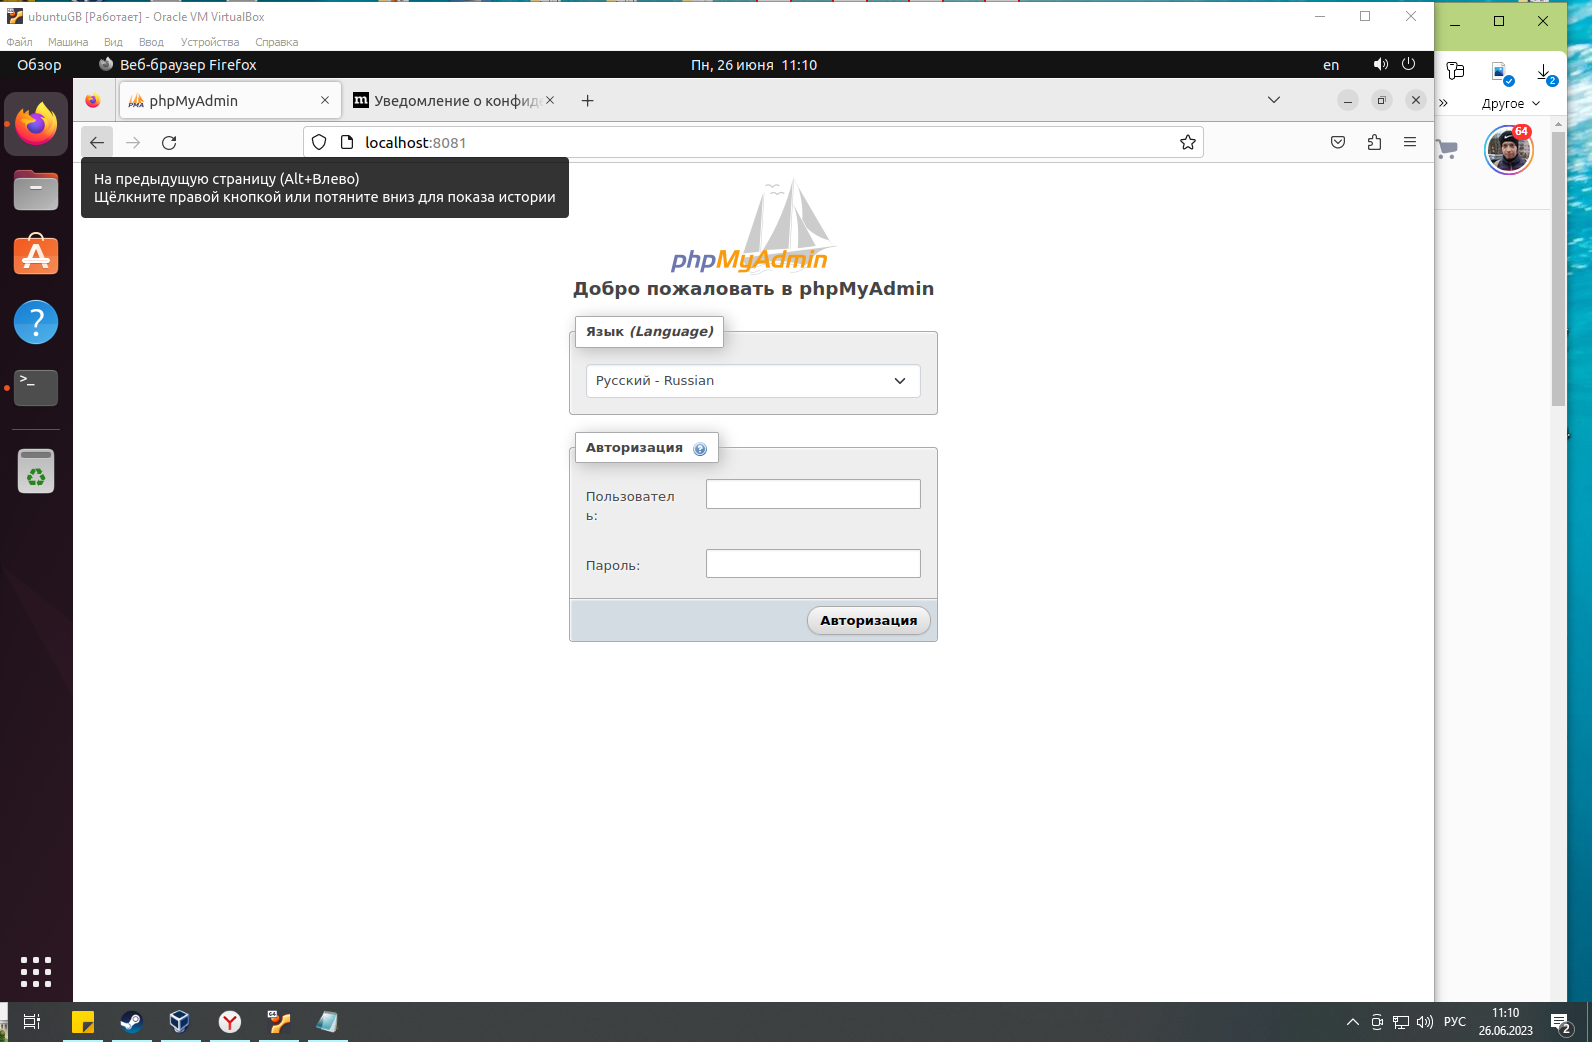 ubuntuGB [Работает] - Oracle VM VirtualBox
Файл Машина Вид Ввод Устройства Справка
Обзор Веб-браузер Firefox Пн, 26 июня 11:10 en
phpMyAdmin Уведомление о конфид
localhost:8081
На предыдущую страницу (Alt+Влево)
Щёлкните правой кнопкой или потяните вниз для показа истории
phpMyAdmin
Добро пожаловать в phpMyAdmin
Язык (Language)
Русский - Russian
Авторизация
Пользовател
ь:
Пароль:
Авторизация
2
» Другое
64
64
РУС
11:10
26.06.2023
2